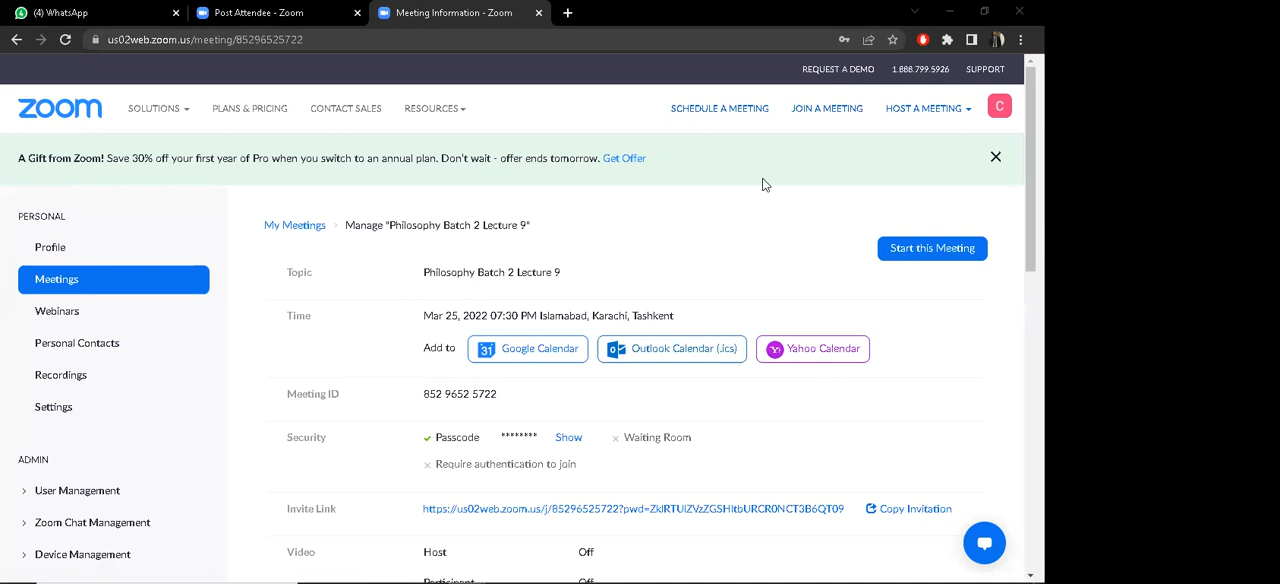 (4) WhatsApp
Post Attendee - Zoom
Meeting Information - Zoom
us02web.zoom.us/meeting/85296525722
REQUEST A DEMO 1.888.799.5926 SUPPORT
zoom SOLUTIONS PLANS & PRICING CONTACT SALES RESOURCES SCHEDULE A MEETING JOIN A MEETING HOST A MEETING C
A Gift from Zoom! Save 30% off your first year of Pro when you switch to an annual plan. Don't wait - offer ends tomorrow. Get Offer
PERSONAL
Profile
Meetings
Webinars
Personal Contacts
Recordings
Settings
ADMIN
User Management
Zoom Chat Management
Device Management
My Meetings > Manage "Philosophy Batch 2 Lecture 9"
Start this Meeting
Topic Philosophy Batch 2 Lecture 9
Time Mar 25, 2022 07:30 PM Islamabad, Karachi, Tashkent
Add to 31 Google Calendar Outlook Calendar (.ics) Yahoo Calendar
Meeting ID 852 9652 5722
Security Passcode ******** Show Waiting Room
Require authentication to join
Invite Link Copy Invitation
Video Host Off
Participant Off